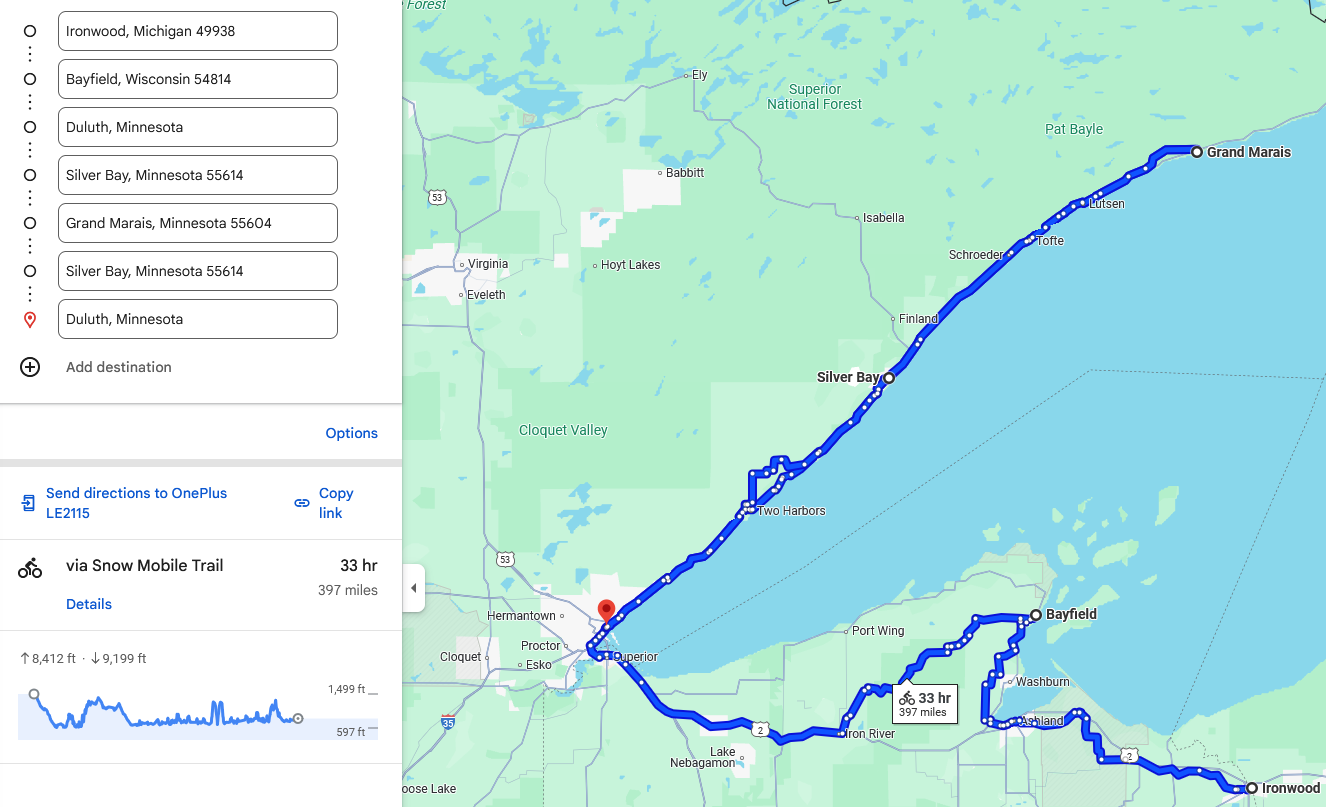 Ironwood, Michigan 49938
Bayfield, Wisconsin 54814
Duluth, Minnesota
Silver Bay, Minnesota 55614
Grand Marais, Minnesota 55604
Silver Bay, Minnesota 55614
Duluth, Minnesota
Add destination
Options
Send directions to OnePlus
LE2115
Copy
link
via Snow Mobile Trail
33 hr
397 miles
Details
↑ 8,412 ft · ↓ 9,199 ft
1,499 ft
597 ft
Forest
Ely
Superior
National Forest
Pat Bayle
Grand Marais
Babbitt
53
Isabella
Lutsen
Tofte
Schroeder
Virginia
Hoyt Lakes
Eveleth
Finland
Silver Bay
Cloquet Valley
Two Harbors
53
Hermantown
Proctor
Cloquet
Esko
Superior
Bayfield
Port Wing
Washburn
33 hr
397 miles
Ashland
35
2
Iron River
Lake
Nebagamon
2
oose Lake
Ironwood